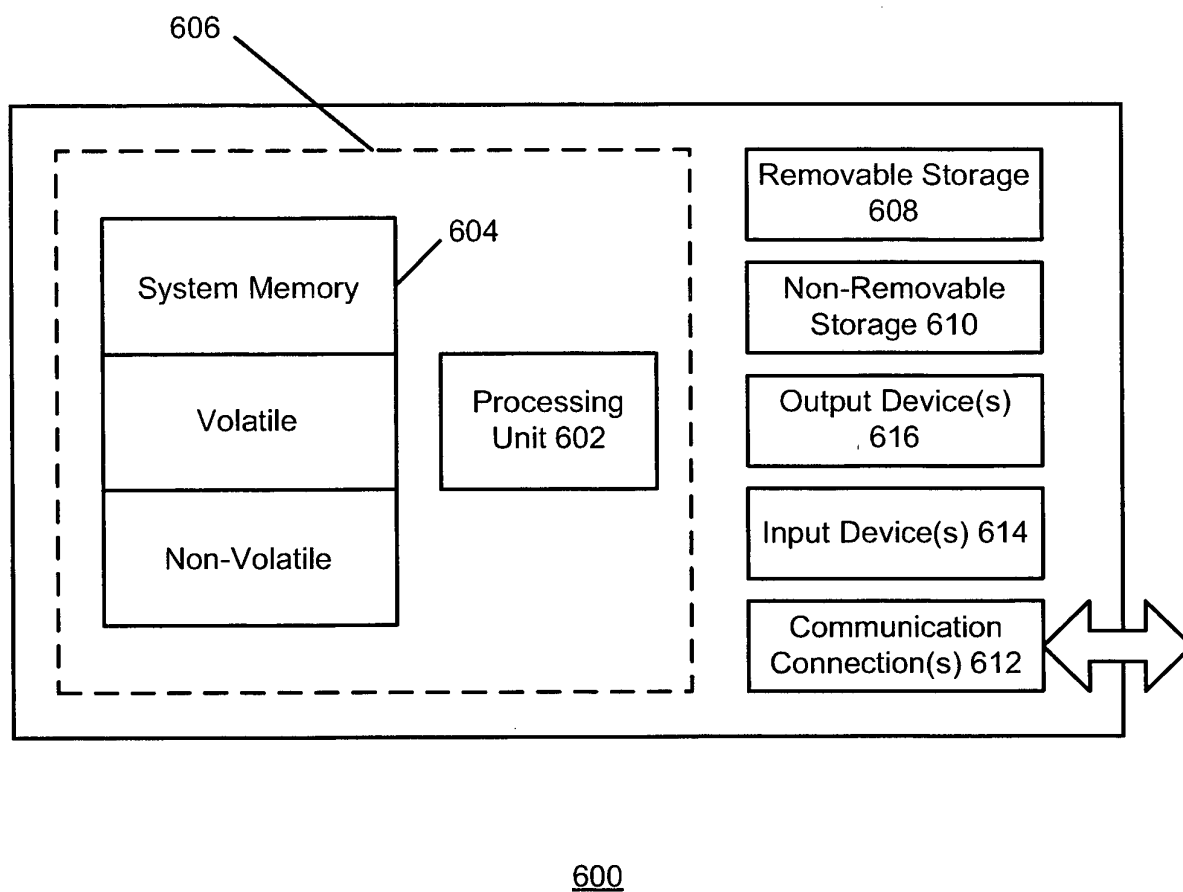 606
Removable Storage
608
604
System Memory
Non-Removable
Storage 610
Volatile
Processing
Unit 602
Output Device(s)
616
Non-Volatile
Input Device(s) 614
Communication
Connection(s) 612
600